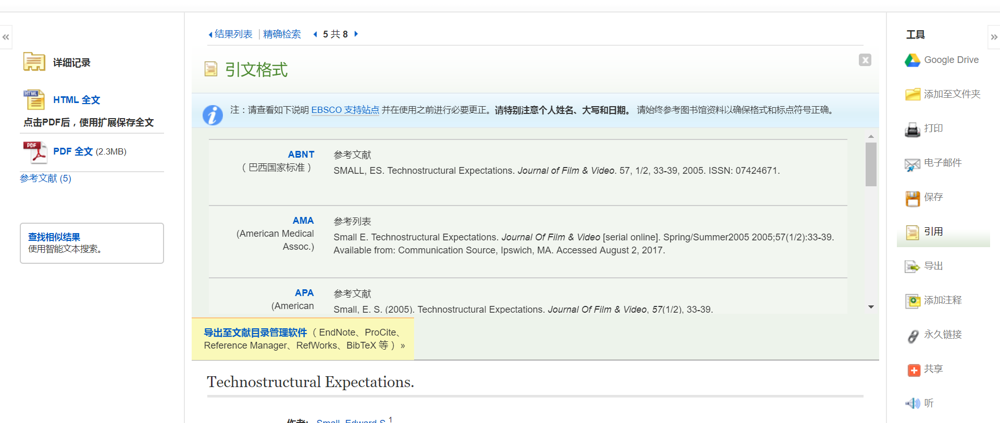 详细记录
HTML 全文
点击PDF后，使用扩展保存全文
PDF 全文 (2.3MB)
参考文献 (5)
查找相似结果
使用智能文本搜索。
结果列表 精确检索 5 共 8
引文格式
注：请查看如下说明 EBSCO 支持站点 并在使用之前进行必要更正。请特别注意个人姓名、大写和日期。 请始终参考图书馆资料以确保格式和标点符号正确。
ABNT
（ 巴西国家标准 ）
参考文献
SMALL, ES. Technostructural Expectations. Journal of Film & Video. 57, 1/2, 33-39, 2005. ISSN: 07424671.
AMA
(American Medical
Assoc.)
参考列表
Small E. Technostructural Expectations. Journal Of Film & Video [serial online]. Spring/Summer2005 2005;57(1/2):33-39.
Available from: Communication Source, Ipswich, MA. Accessed August 2, 2017.
APA
(American
参考文献
Small, E. S. (2005). Technostructural Expectations. Journal Of Film & Video, 57(1/2), 33-39.
导出至文献目录管理软件 （ EndNote、ProCite、
Reference Manager、RefWorks、BibTeX 等 ） »
Technostructural Expectations.
作者: Small, Edward S.1
工具
Google Drive
添加至文件夹
打印
电子邮件
保存
引用
导出
添加注释
永久链接
共享
听